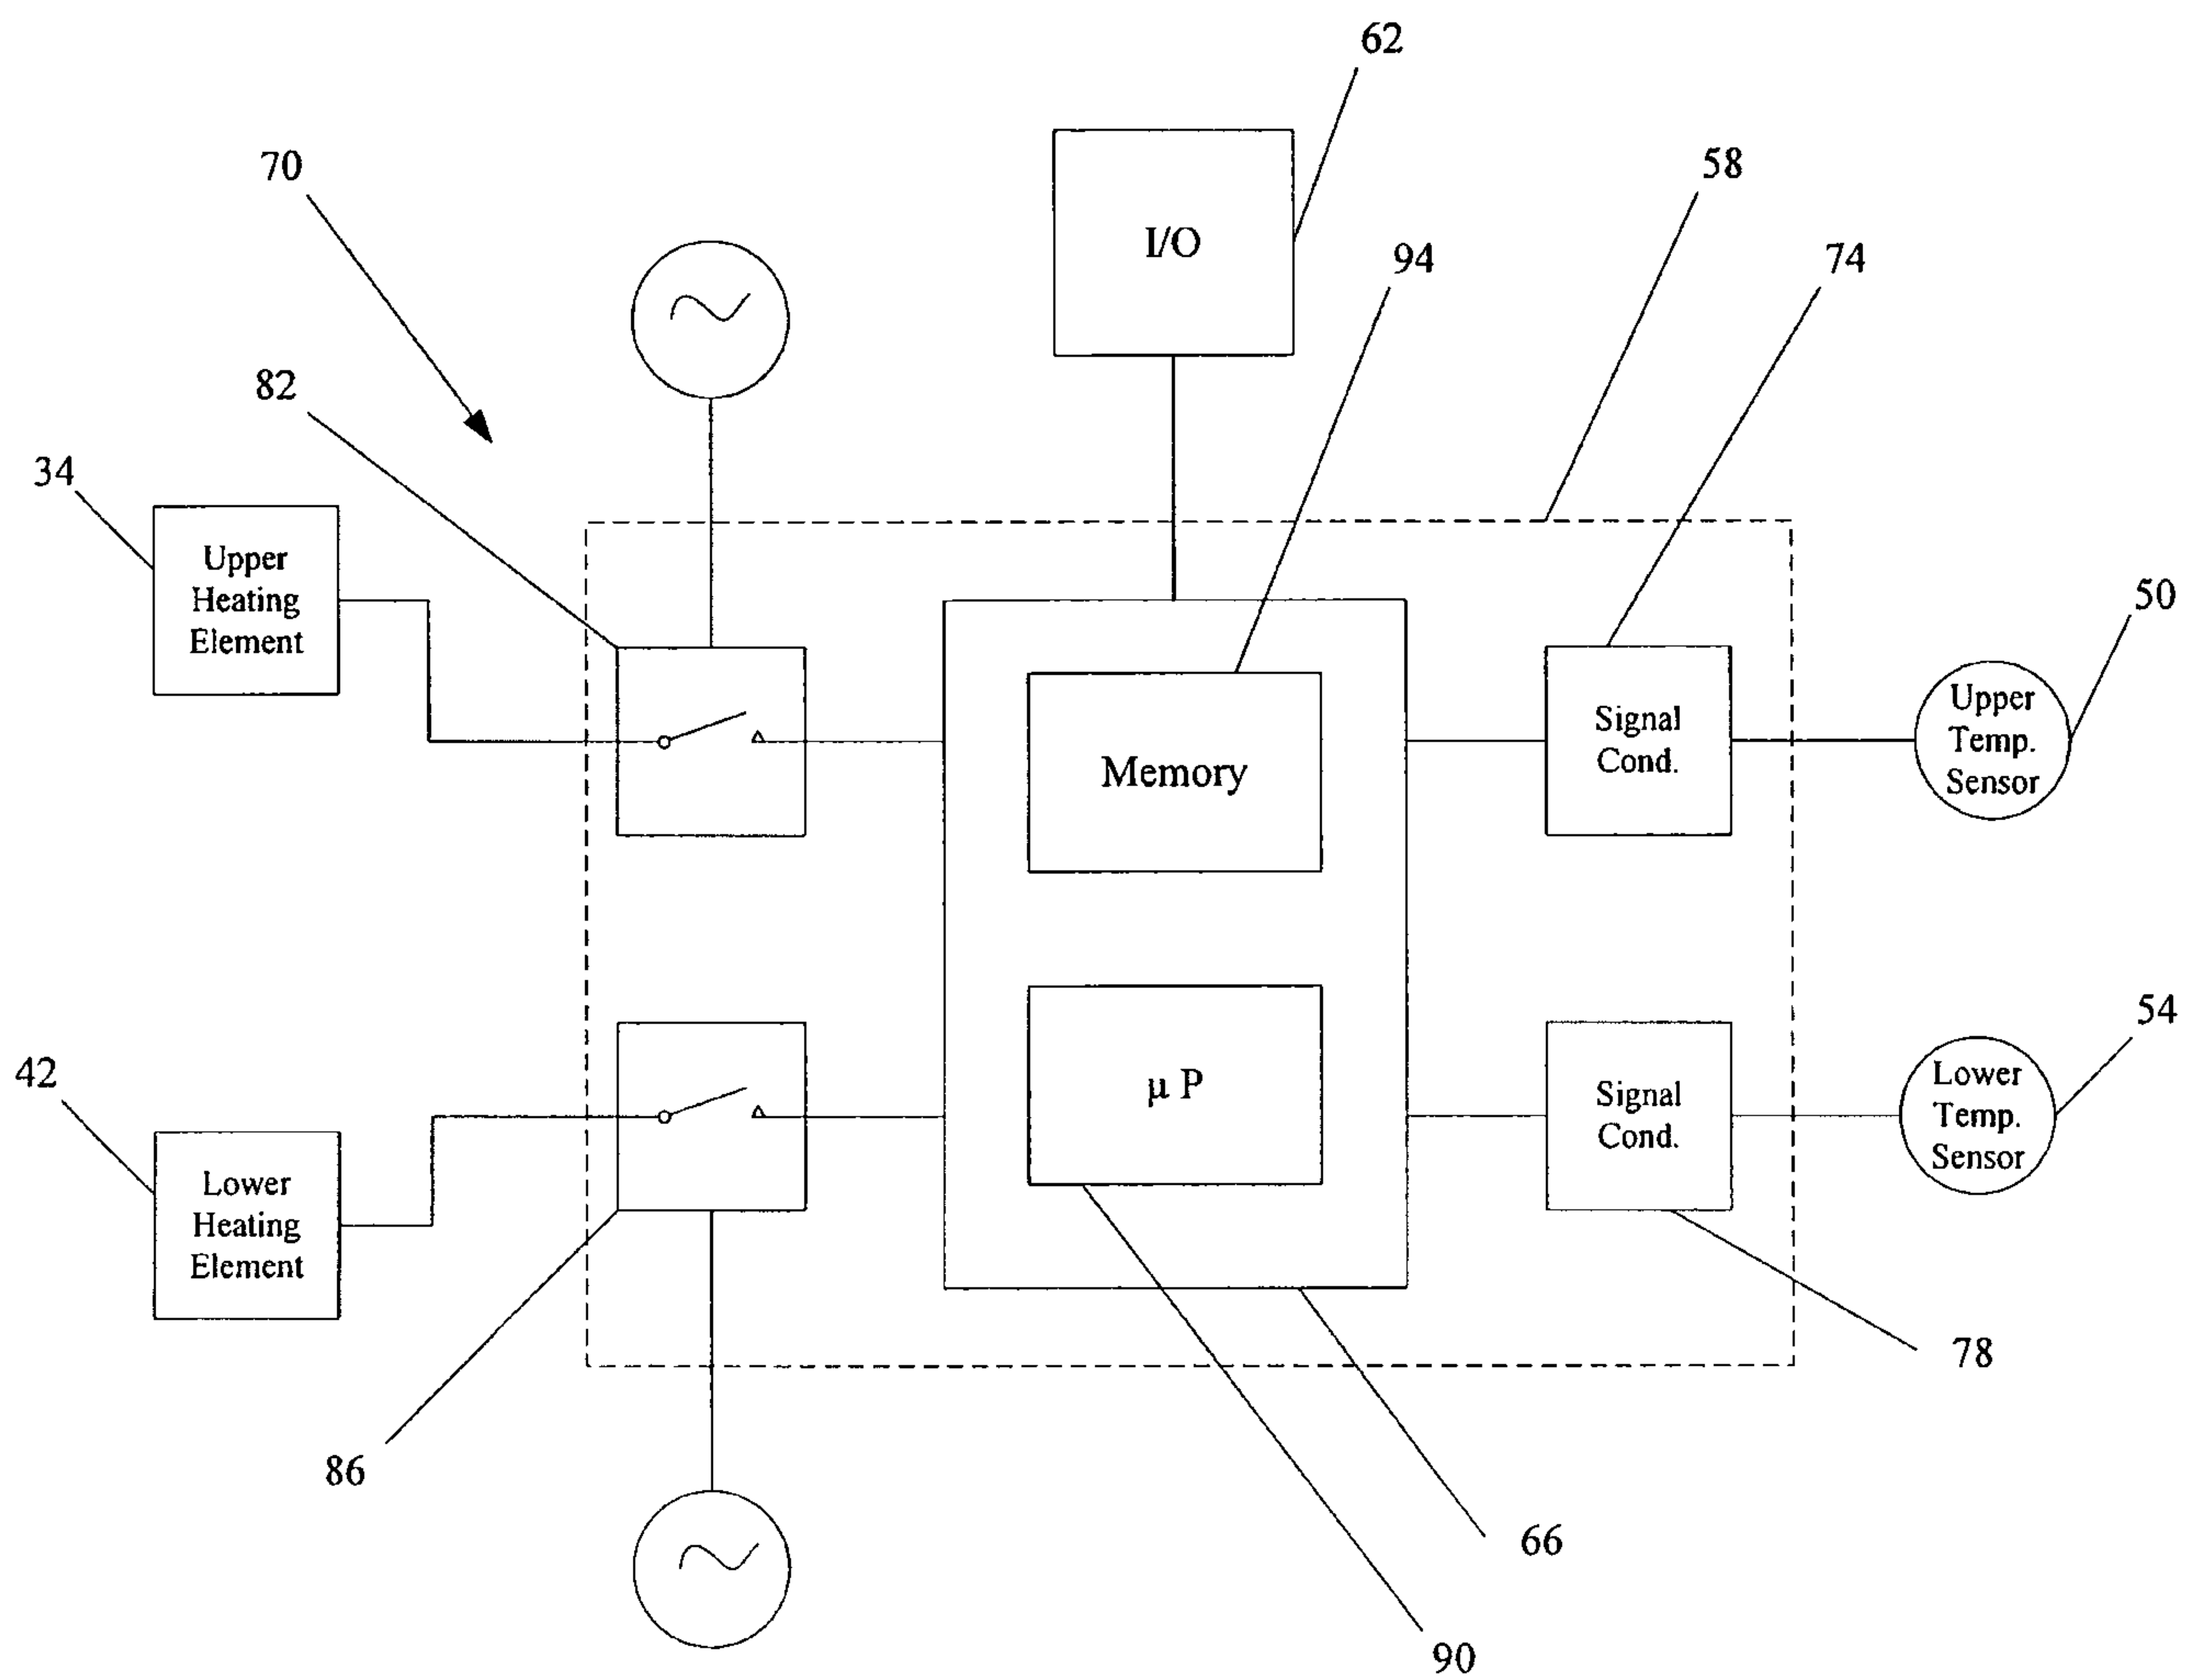 62
70
58
I/O
94
74
82
34
Upper
Heating
Element
50
Upper
Temp.
Sensor
Signal
Cond.
Memory
54
42
Lower
Heating
Element
μ P
Signal
Cond.
Lower
Temp.
Sensor
78
86
66
90